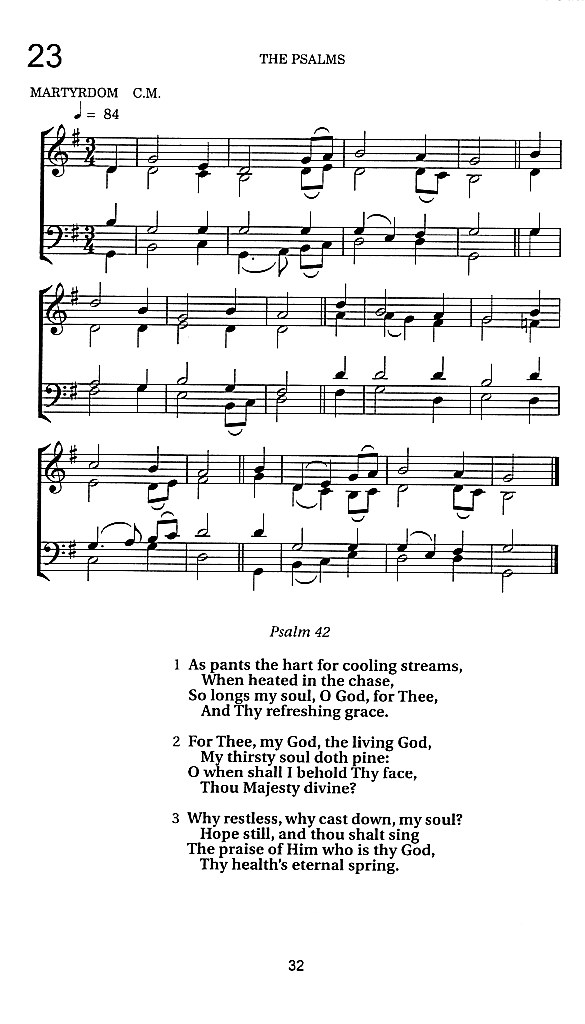 23
THE PSALMS
MARTYRDOM C.M.
♩ = 84
3
4
3
4
Psalm 42
1 As pants the hart for cooling streams,
When heated in the chase,
So longs my soul, O God, for Thee,
And Thy refreshing grace.
2 For Thee, my God, the living God,
My thirsty soul doth pine:
O when shall I behold Thy face,
Thou Majesty divine?
3 Why restless, why cast down, my soul?
Hope still, and thou shalt sing
The praise of Him who is thy God,
Thy health's eternal spring.
32